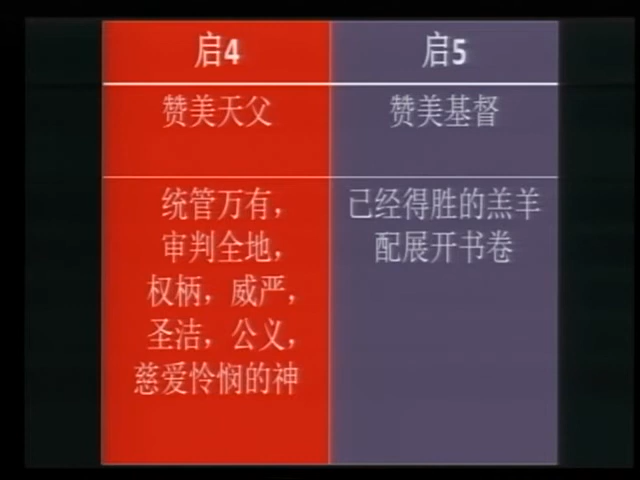 启4
启5
赞美天父
赞美基督
统管万有，
审判全地，
权柄，威严，
圣洁，公义，
慈爱怜悯的神
已经得胜的羔羊
配展开书卷